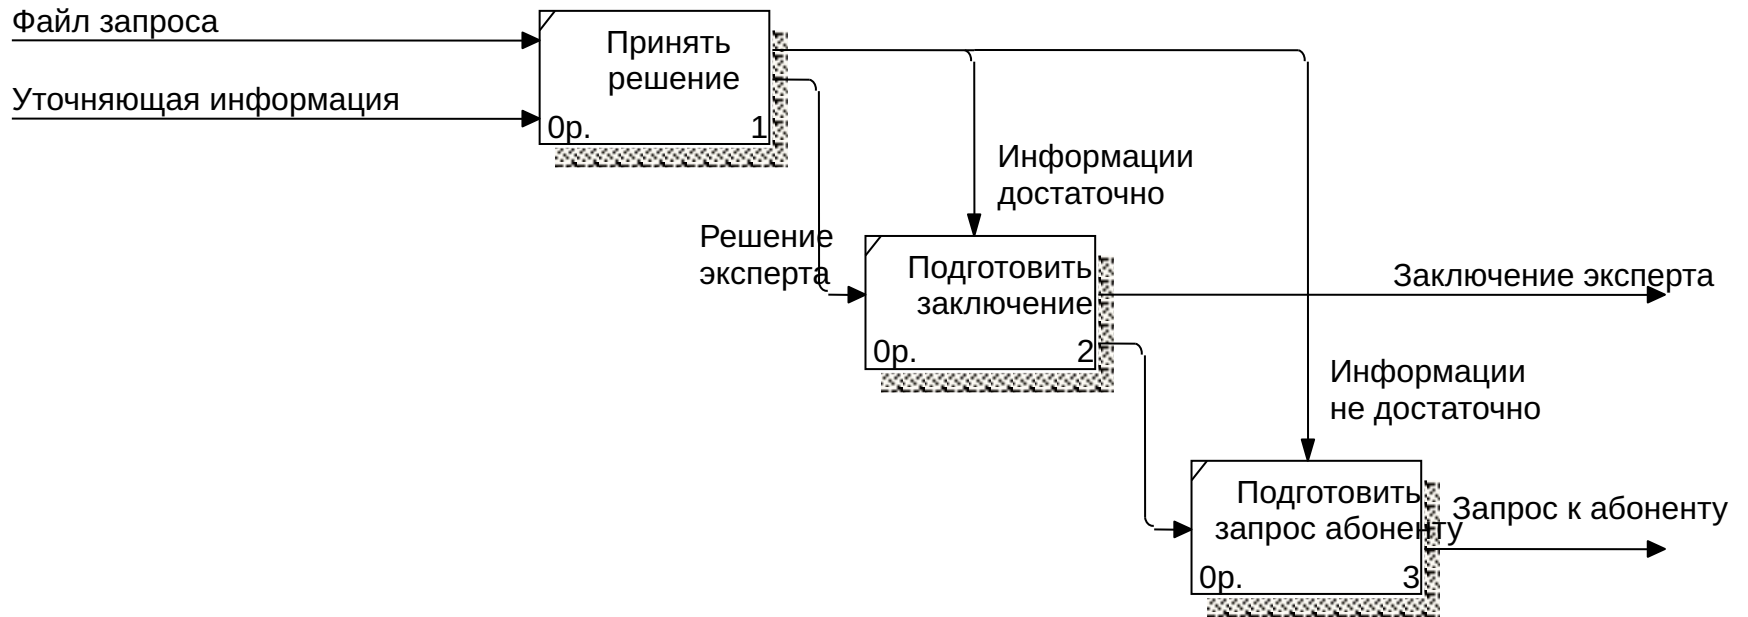 Файл запроса
Уточняющая информация
Принять
решение
0р. 1
Информации
достаточно
Решение
эксперта
Подготовить
заключение
0р. 2
Заключение эксперта
Информации
не достаточно
Подготовить
запрос абоненту
0р. 3
Запрос к абоненту